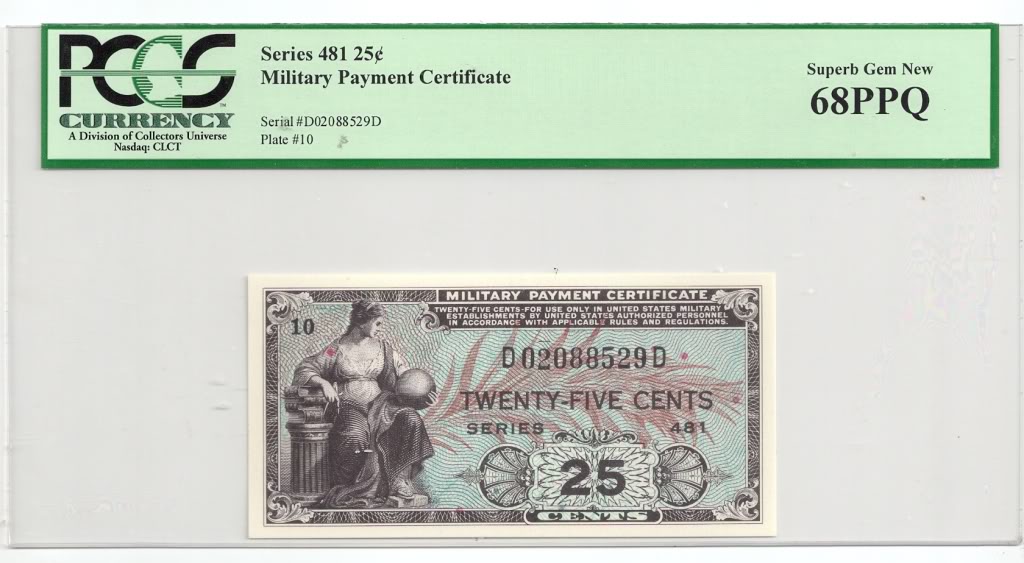 PCGS
™
CURRENCY
A Division of Collectors Universe
Nasdaq: CLCT
Series 481 25¢
Military Payment Certificate
Serial #D02088529D
Plate #10
Superb Gem New
68PPQ
MILITARY PAYMENT CERTIFICATE
TWENTY-FIVE CENTS-FOR USE ONLY IN UNITED STATES MILITARY
ESTABLISHMENTS BY UNITED STATES AUTHORIZED PERSONNEL
IN ACCORDANCE WITH APPLICABLE RULES AND REGULATIONS.
10
D02088529D
TWENTY-FIVE CENTS
SERIES 481
25
CENTS